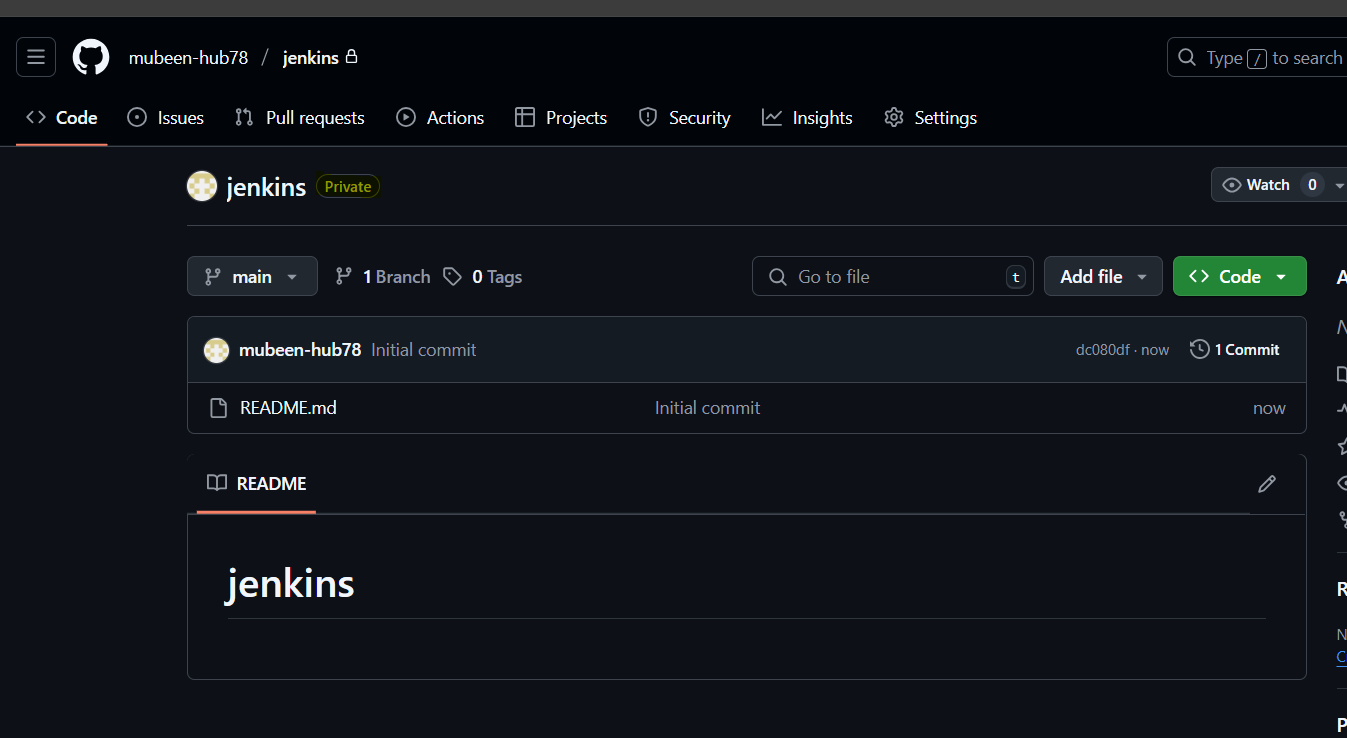 mubeen-hub78 / jenkins Type / to search
Code Issues Pull requests Actions Projects Security Insights Settings
jenkins Private Watch 0
main 1 Branch 0 Tags Go to file t Add file Code
mubeen-hub78 Initial commit dc080df · now 1 Commit
README.md Initial commit now
README
jenkins